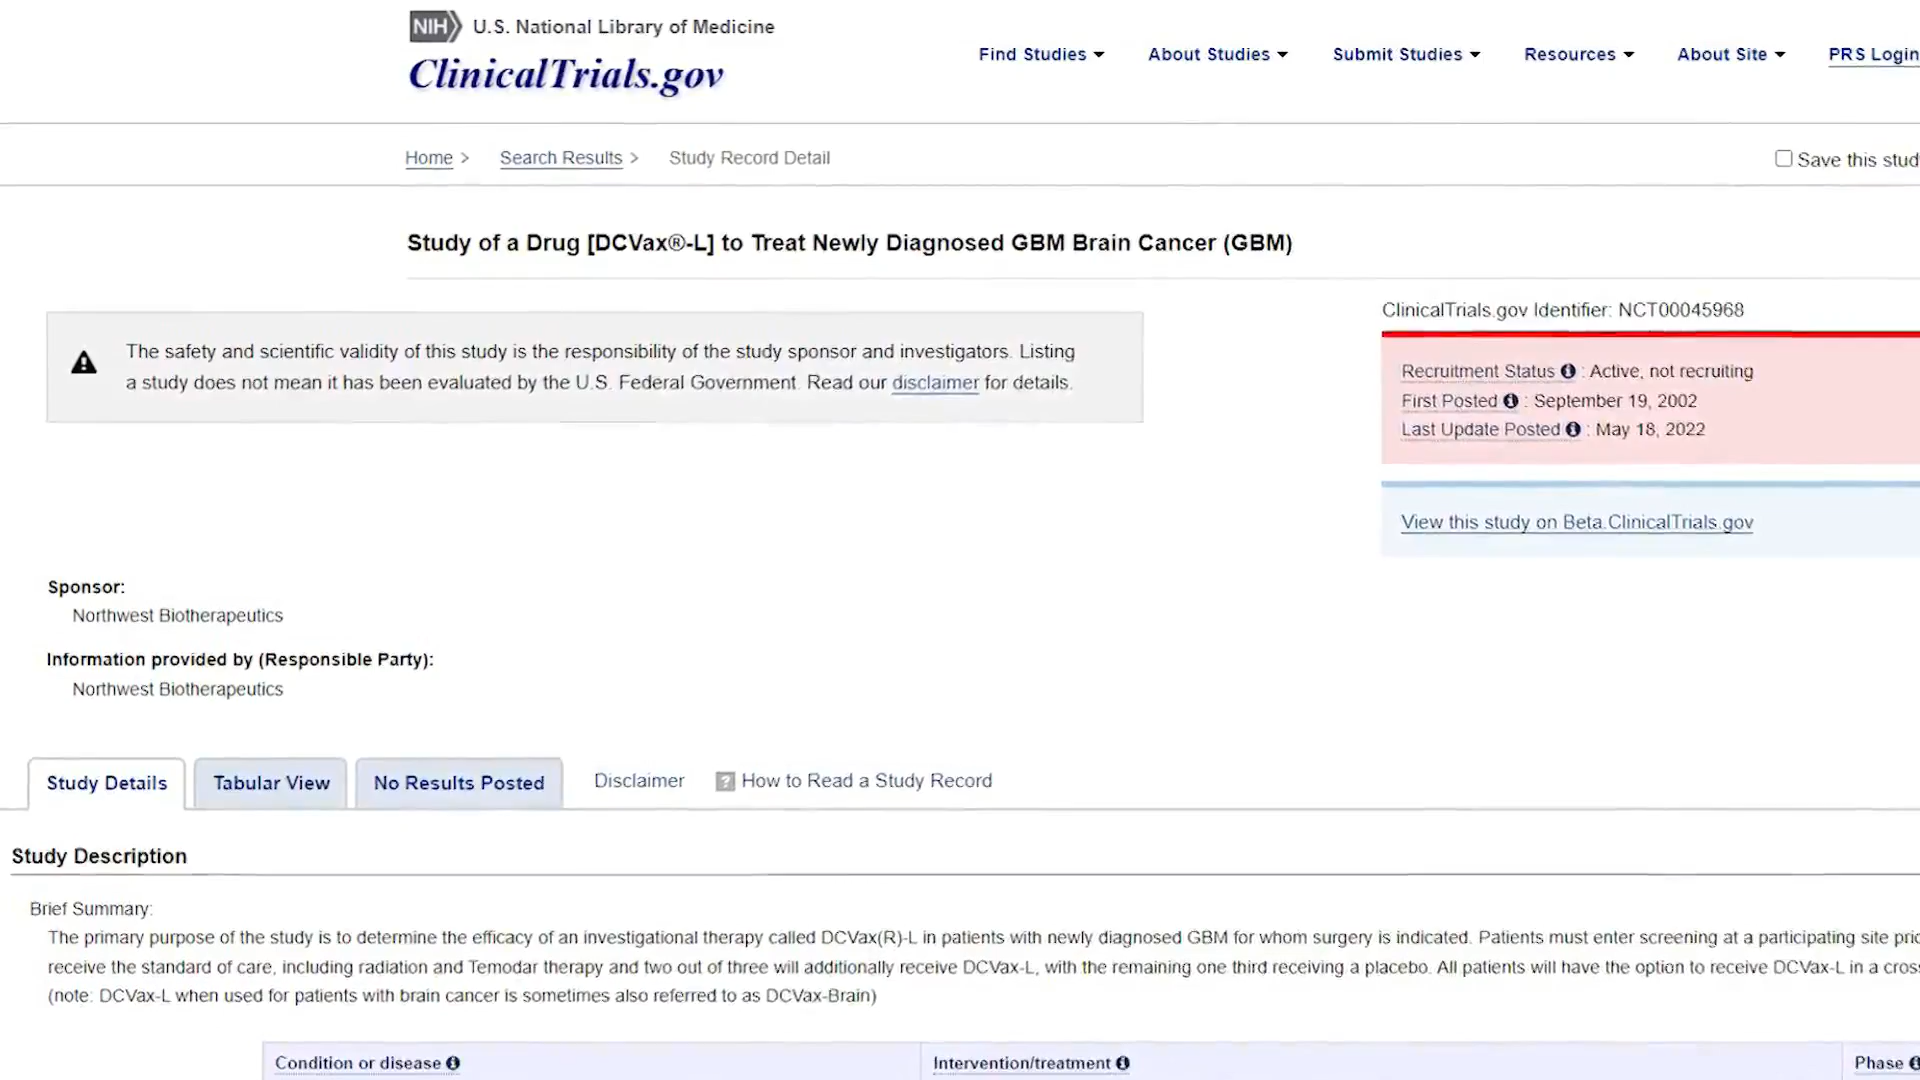 NIH U.S. National Library of Medicine
ClinicalTrials.gov
Find Studies About Studies Submit Studies Resources About Site PRS Login
Home > Search Results > Study Record Detail
Save this stud
Study of a Drug [DCVax®-L] to Treat Newly Diagnosed GBM Brain Cancer (GBM)
The safety and scientific validity of this study is the responsibility of the study sponsor and investigators. Listing
a study does not mean it has been evaluated by the U.S. Federal Government. Read our disclaimer for details.
ClinicalTrials.gov Identifier: NCT00045968
Recruitment Status : Active, not recruiting
First Posted : September 19, 2002
Last Update Posted : May 18, 2022
View this study on Beta.ClinicalTrials.gov
Sponsor:
Northwest Biotherapeutics
Information provided by (Responsible Party):
Northwest Biotherapeutics
Study Details Tabular View No Results Posted Disclaimer ? How to Read a Study Record
Study Description
Brief Summary:
The primary purpose of the study is to determine the efficacy of an investigational therapy called DCVax(R)-L in patients with newly diagnosed GBM for whom surgery is indicated. Patients must enter screening at a participating site pric
receive the standard of care, including radiation and Temodar therapy and two out of three will additionally receive DCVax-L, with the remaining one third receiving a placebo. All patients will have the option to receive DCVax-L in a cros
(note: DCVax-L when used for patients with brain cancer is sometimes also referred to as DCVax-Brain)
Condition or disease Intervention/treatment Phase